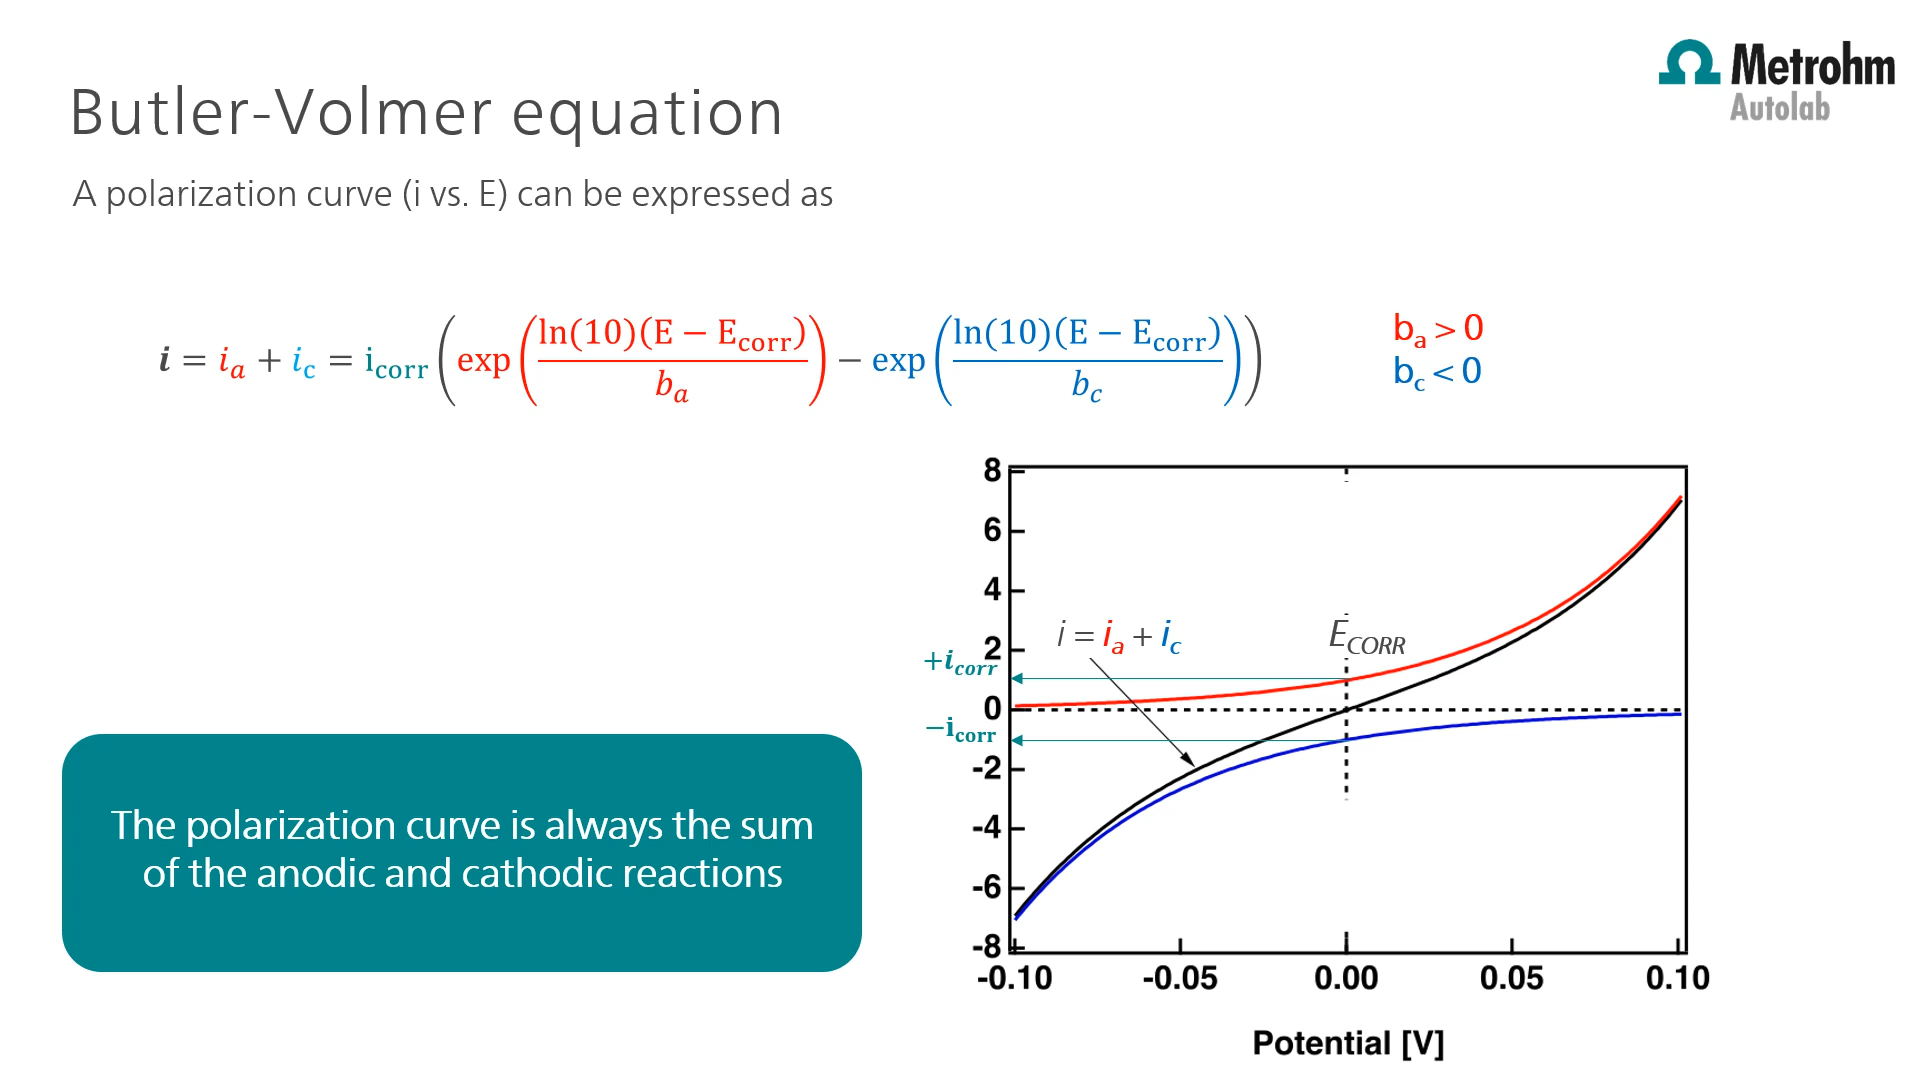 Metrohm
Autolab
Butler-Volmer equation
A polarization curve (i vs. E) can be expressed as
i = i_a + i_c = i_corr ( exp ( ln(10)(E − E_corr) / b_a ) − exp ( ln(10)(E − E_corr) / b_c ) )
b_a > 0
b_c < 0
The polarization curve is always the sum
of the anodic and cathodic reactions
8
6
4
2
0
-2
-4
-6
-8
+i_corr
−i_corr
i = i_a + i_c
E_CORR
-0.10 -0.05 0.00 0.05 0.10
Potential [V]